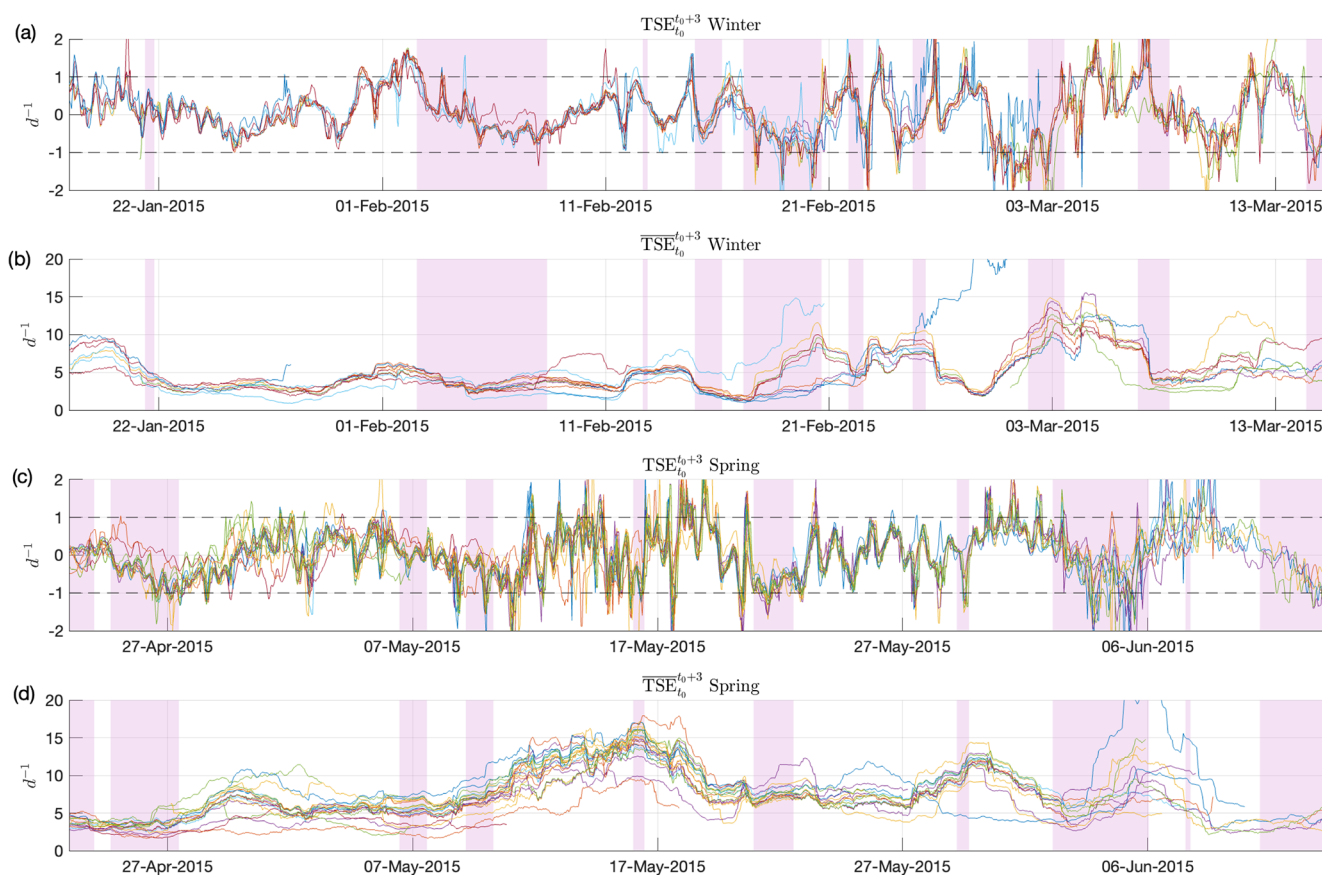 (a)
TSE_{t_0}^{t_0+3} Winter
2
1
0
-1
-2
d^{-1}
22-Jan-2015 01-Feb-2015 11-Feb-2015 21-Feb-2015 03-Mar-2015 13-Mar-2015
(b)
\overline{TSE}_{t_0}^{t_0+3} Winter
20
15
10
5
0
d^{-1}
22-Jan-2015 01-Feb-2015 11-Feb-2015 21-Feb-2015 03-Mar-2015 13-Mar-2015
(c)
TSE_{t_0}^{t_0+3} Spring
2
1
0
-1
-2
d^{-1}
27-Apr-2015 07-May-2015 17-May-2015 27-May-2015 06-Jun-2015
(d)
\overline{TSE}_{t_0}^{t_0+3} Spring
20
15
10
5
0
d^{-1}
27-Apr-2015 07-May-2015 17-May-2015 27-May-2015 06-Jun-2015